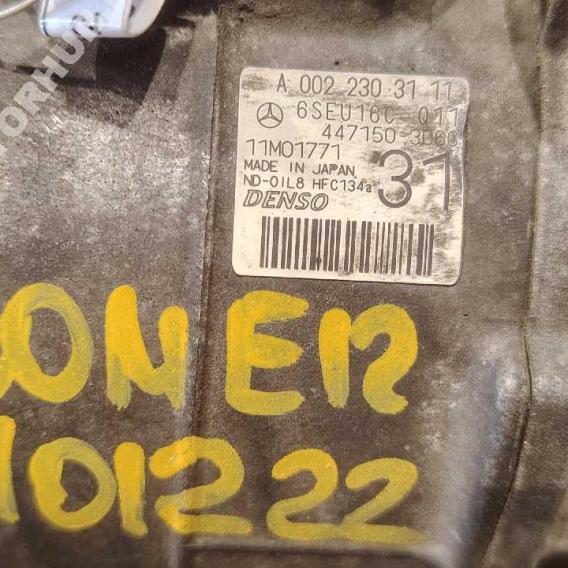 A 002 230 31 11
6SEU16C 011
447150-3060
11M01771
31
MADE IN JAPAN.
ND-OIL8 HFC134a
DENSO
ONER
101222